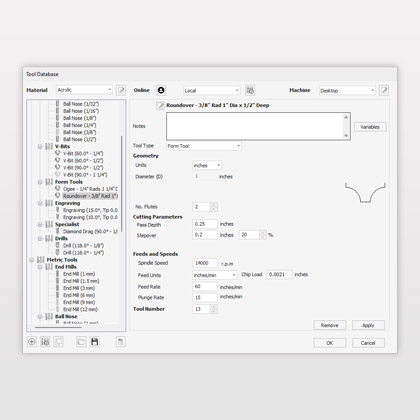 Tool Database
Material Acrylic Online Local Machine Desktop
Ball Nose (1/32")
Ball Nose (1/16")
Ball Nose (1/8")
Ball Nose (1/4")
Ball Nose (3/8")
Ball Nose (1/2")
V-Bits
V-Bit (60.0° - 1/4")
V-Bit (60.0° - 1/2")
V-Bit (90.0° - 1/2")
V-Bit (90.0° - 1 1/4")
Form Tools
Ogee - 1/4" Rads 1 1/4" D
Roundover - 3/8" Rad 1"
Engraving
Engraving (15.0°, Tip 0.0
Engraving (10.0°, Tip 0.0
Specialist
Diamond Drag (90.0° - 1/
Drills
Drill (118.0° - 1/8")
Drill (118.0° - 1/4")
Metric Tools
End Mills
End Mill (1 mm)
End Mill (1.5 mm)
End Mill (3 mm)
End Mill (6 mm)
End Mill (9 mm)
End Mill (12 mm)
Ball Nose
Roundover - 3/8" Rad 1" Dia x 1/2" Deep
Notes
Variables
Tool Type Form Tool
Geometry
Units inches
Diameter (D) 1 inches
No. Flutes 2
Cutting Parameters
Pass Depth 0.25 inches
Stepover 0.2 inches 20 %
Feeds and Speeds
Spindle Speed 14000 r.p.m
Feed Units inches/min Chip Load 0.0021 inches
Feed Rate 60 inches/min
Plunge Rate 15 inches/min
Tool Number 13
Remove Apply
OK Cancel